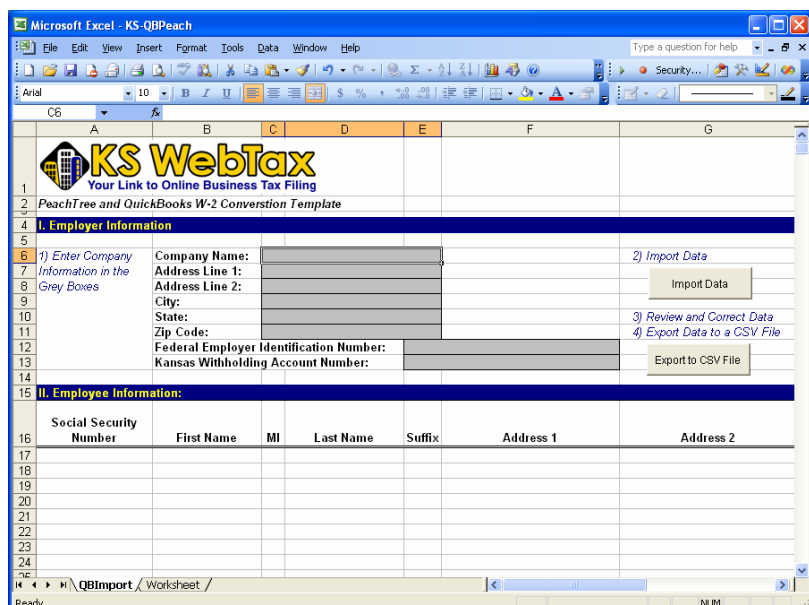 Microsoft Excel - KS-QBPeach
File Edit View Insert Format Tools Data Window Help Type a question for help
Security...
Arial 10 B I U $ % ,
C6 fx
A B C D E F G
KS WebTax
Your Link to Online Business Tax Filing
1
2 PeachTree and QuickBooks W-2 Converstion Template
4 I. Employer Information
5
6 1) Enter Company Company Name: 2) Import Data
7 Information in the Address Line 1:
8 Grey Boxes Address Line 2: Import Data
9 City:
10 State: 3) Review and Correct Data
11 Zip Code: 4) Export Data to a CSV File
12 Federal Employer Identification Number:
13 Kansas Withholding Account Number: Export to CSV File
14
15 II. Employee Information:
Social Security
16 Number First Name MI Last Name Suffix Address 1 Address 2
17
18
19
20
21
22
23
24
25
QBImport Worksheet
Ready NUM